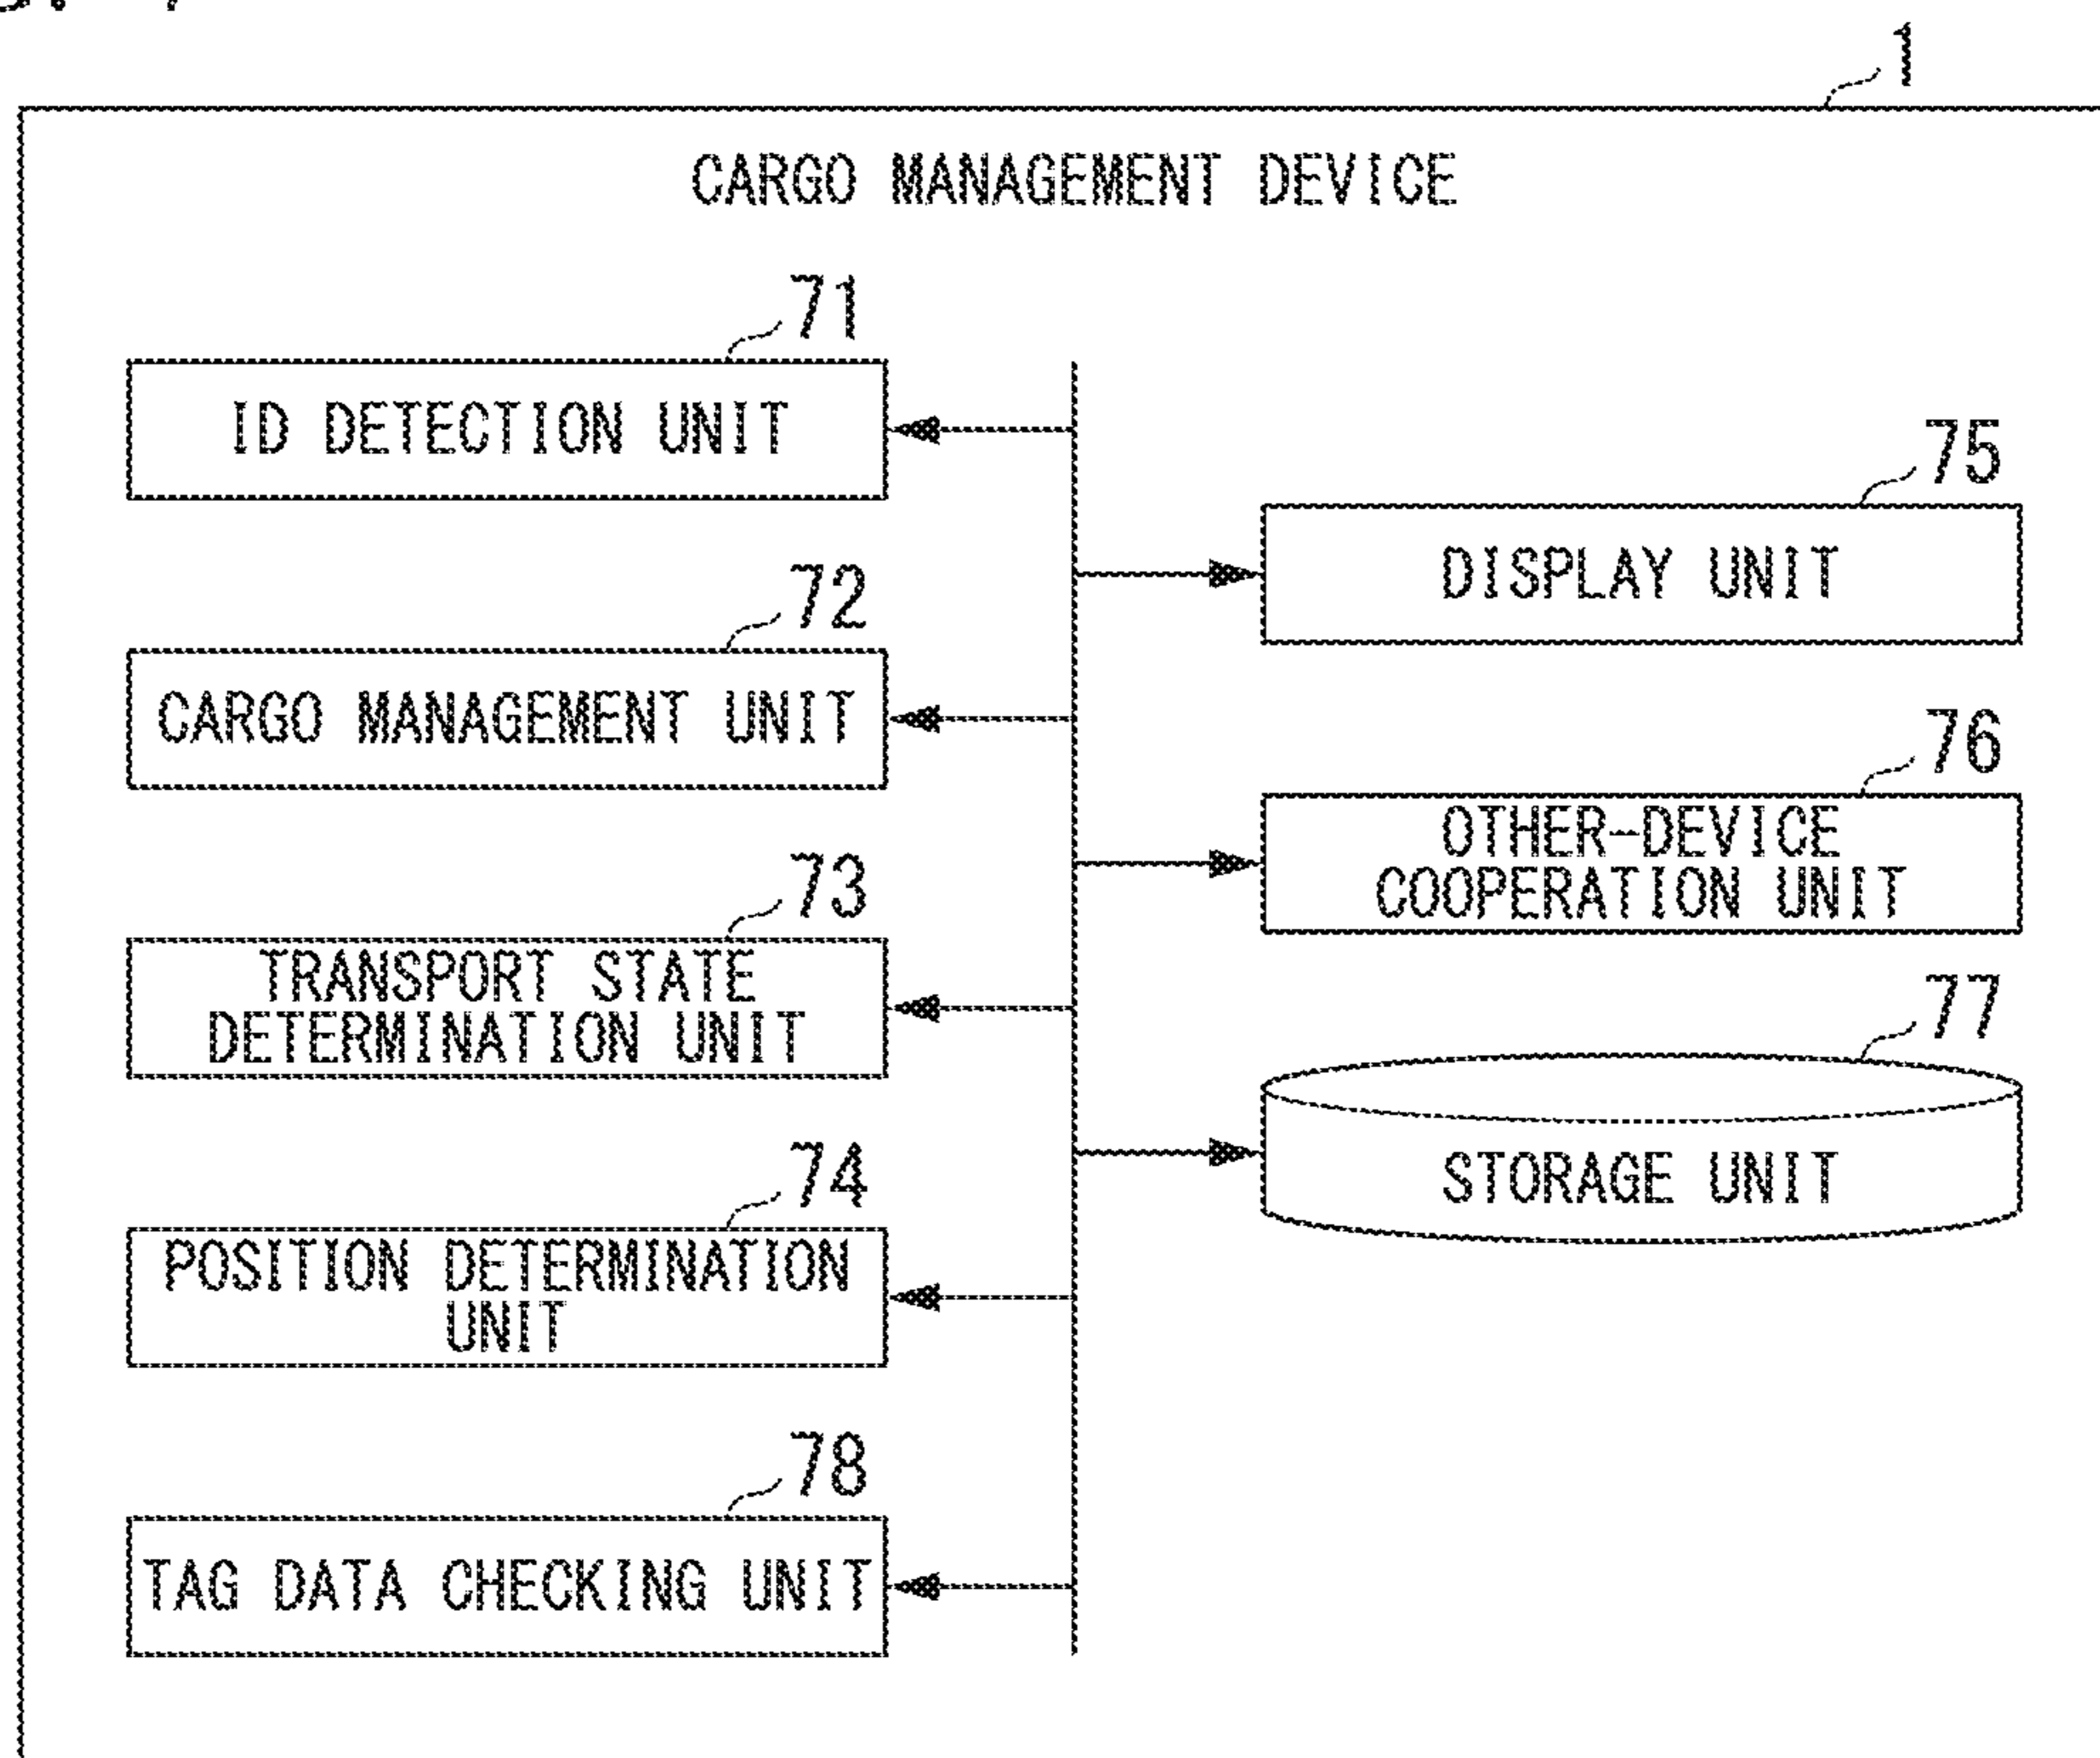 1
CARGO MANAGEMENT DEVICE
71
ID DETECTION UNIT
72
CARGO MANAGEMENT UNIT
73
TRANSPORT STATE
DETERMINATION UNIT
74
POSITION DETERMINATION
UNIT
78
TAG DATA CHECKING UNIT
75
DISPLAY UNIT
76
OTHER-DEVICE
COOPERATION UNIT
77
STORAGE UNIT